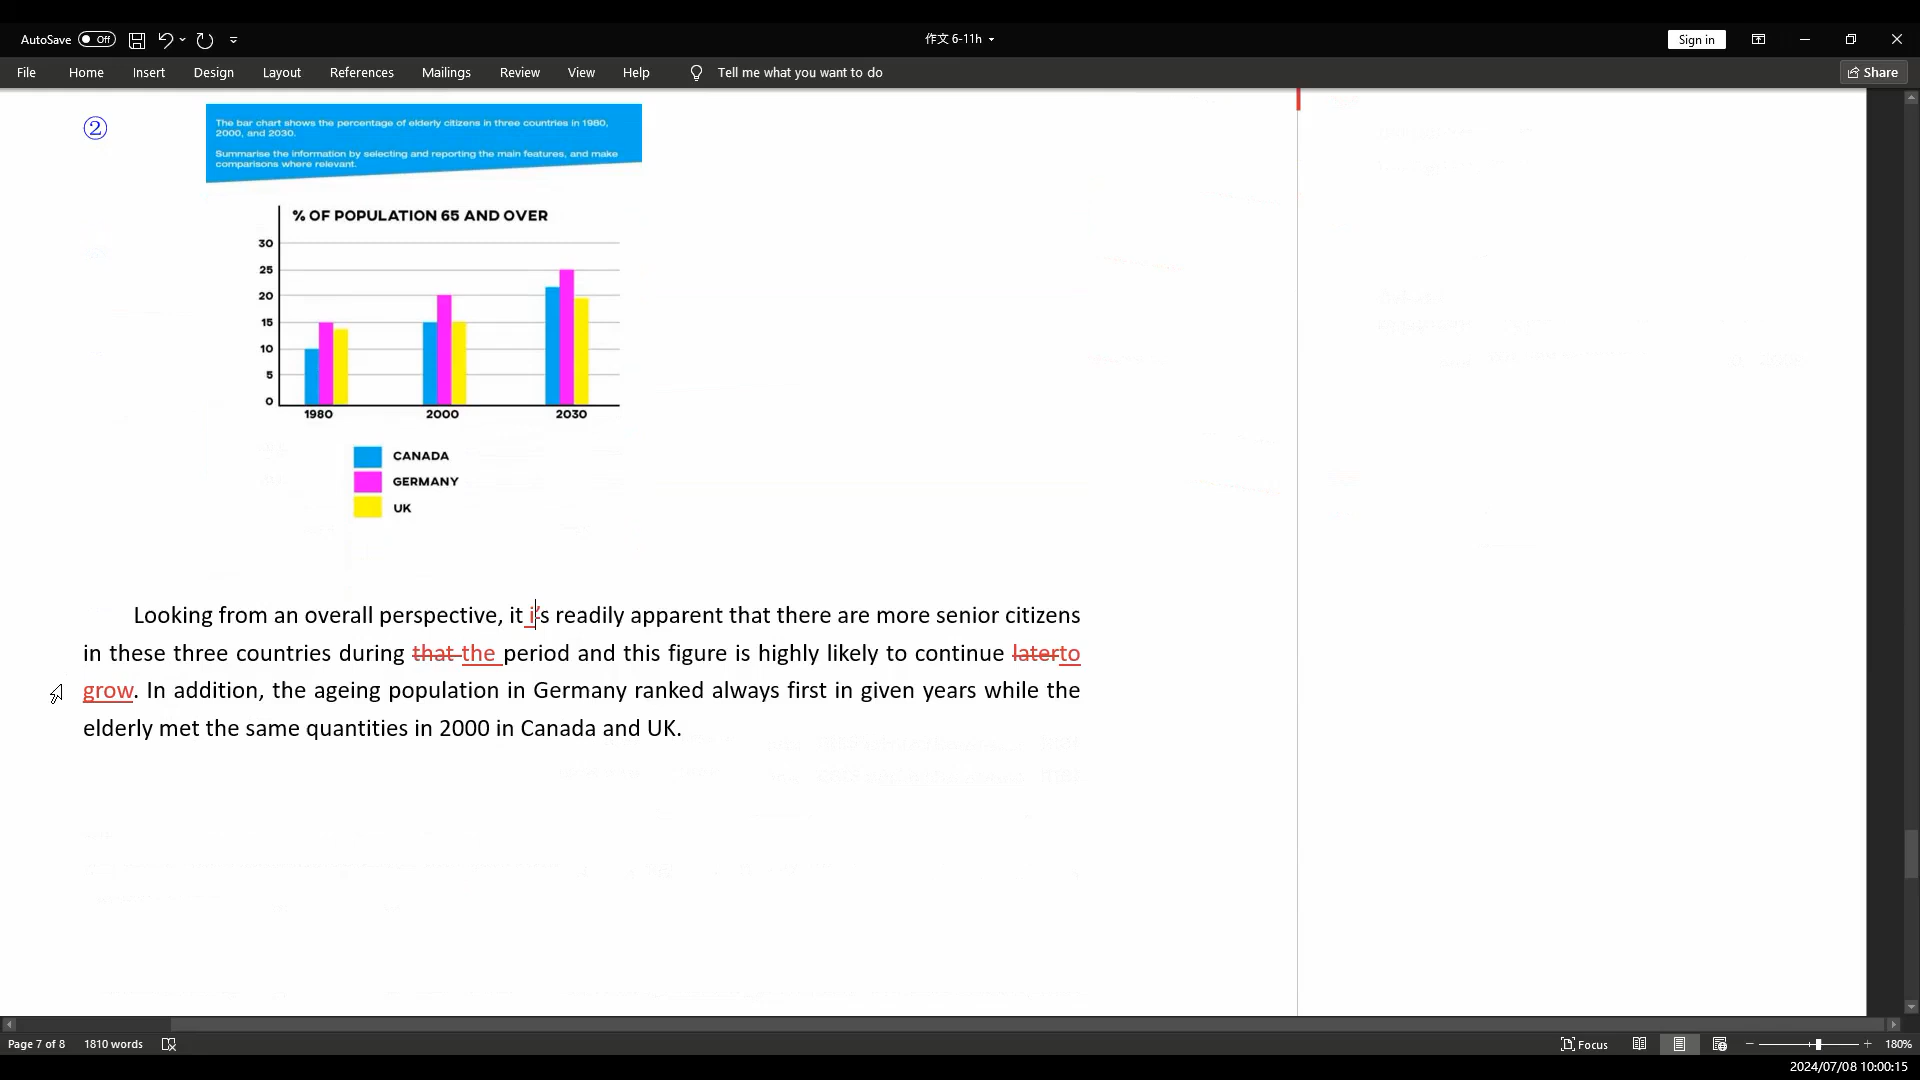 AutoSave Off 作文 6-11h Sign in
File Home Insert Design Layout References Mailings Review View Help Tell me what you want to do Share
②
The bar chart shows the percentage of elderly citizens in three countries in 1980,
2000, and 2030.
Summarise the information by selecting and reporting the main features, and make
comparisons where relevant.
% OF POPULATION 65 AND OVER
30
25
20
15
10
5
0
1980 2000 2030
CANADA
GERMANY
UK
Looking from an overall perspective, it i's readily apparent that there are more senior citizens
in these three countries during that the period and this figure is highly likely to continue laterto
grow. In addition, the ageing population in Germany ranked always first in given years while the
elderly met the same quantities in 2000 in Canada and UK.
Page 7 of 8 1810 words Focus 180%
2024/07/08 10:00:15